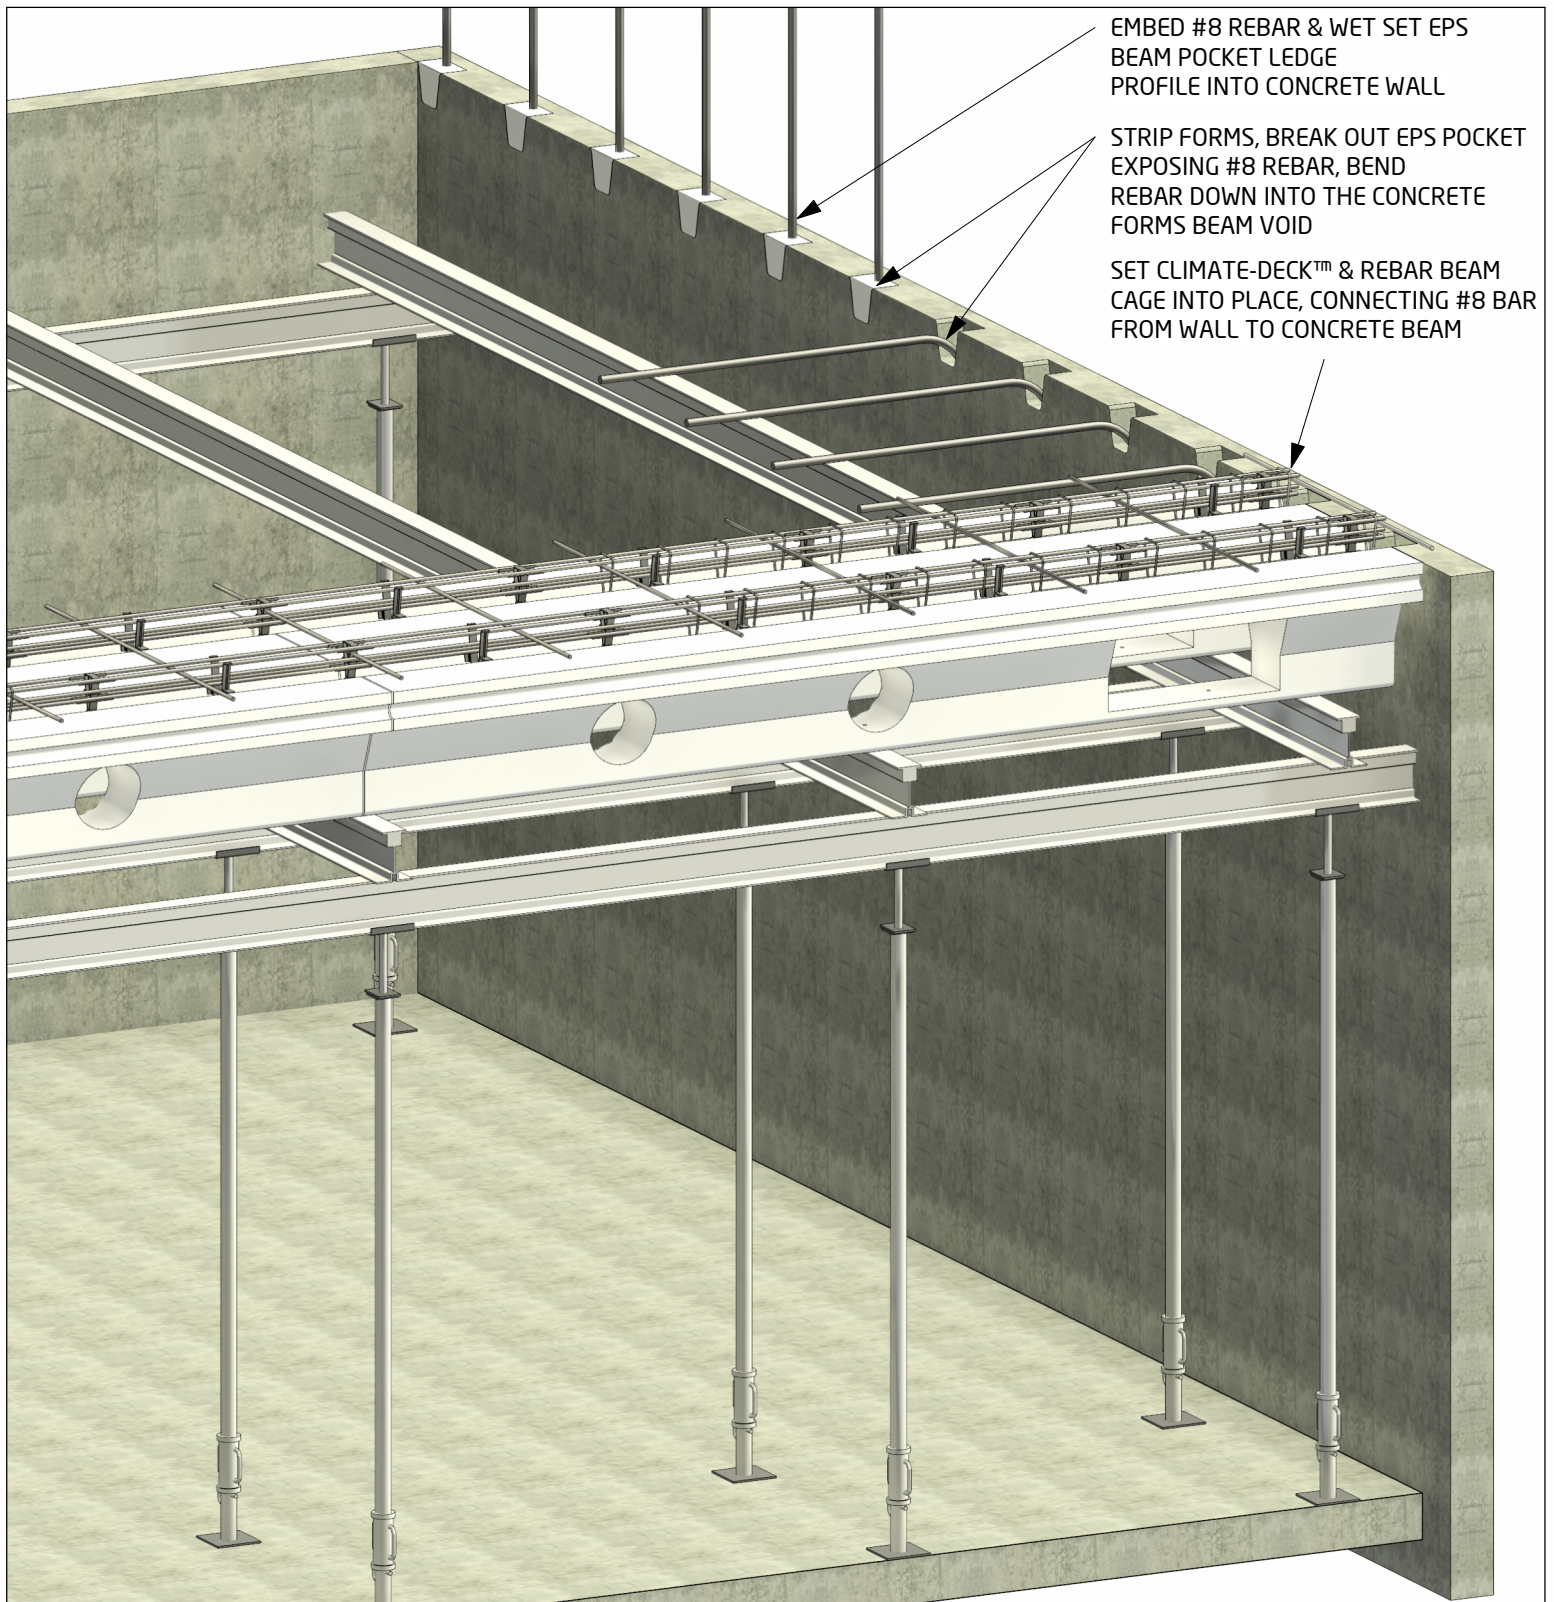 EMBED #8 REBAR & WET SET EPS
BEAM POCKET LEDGE
PROFILE INTO CONCRETE WALL
STRIP FORMS, BREAK OUT EPS POCKET
EXPOSING #8 REBAR, BEND
REBAR DOWN INTO THE CONCRETE
FORMS BEAM VOID
SET CLIMATE-DECK™ & REBAR BEAM
CAGE INTO PLACE, CONNECTING #8 BAR
FROM WALL TO CONCRETE BEAM